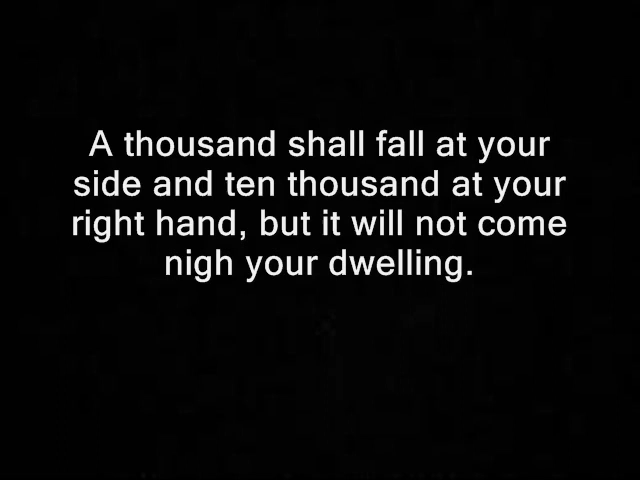 A thousand shall fall at your
side and ten thousand at your
right hand, but it will not come
nigh your dwelling.